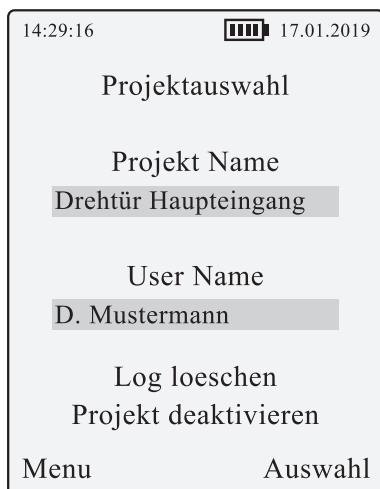 14:29:16 17.01.2019
Projektauswahl
Projekt Name
Drehtür Haupteingang
User Name
D. Mustermann
Log loeschen
Projekt deaktivieren
Menu Auswahl